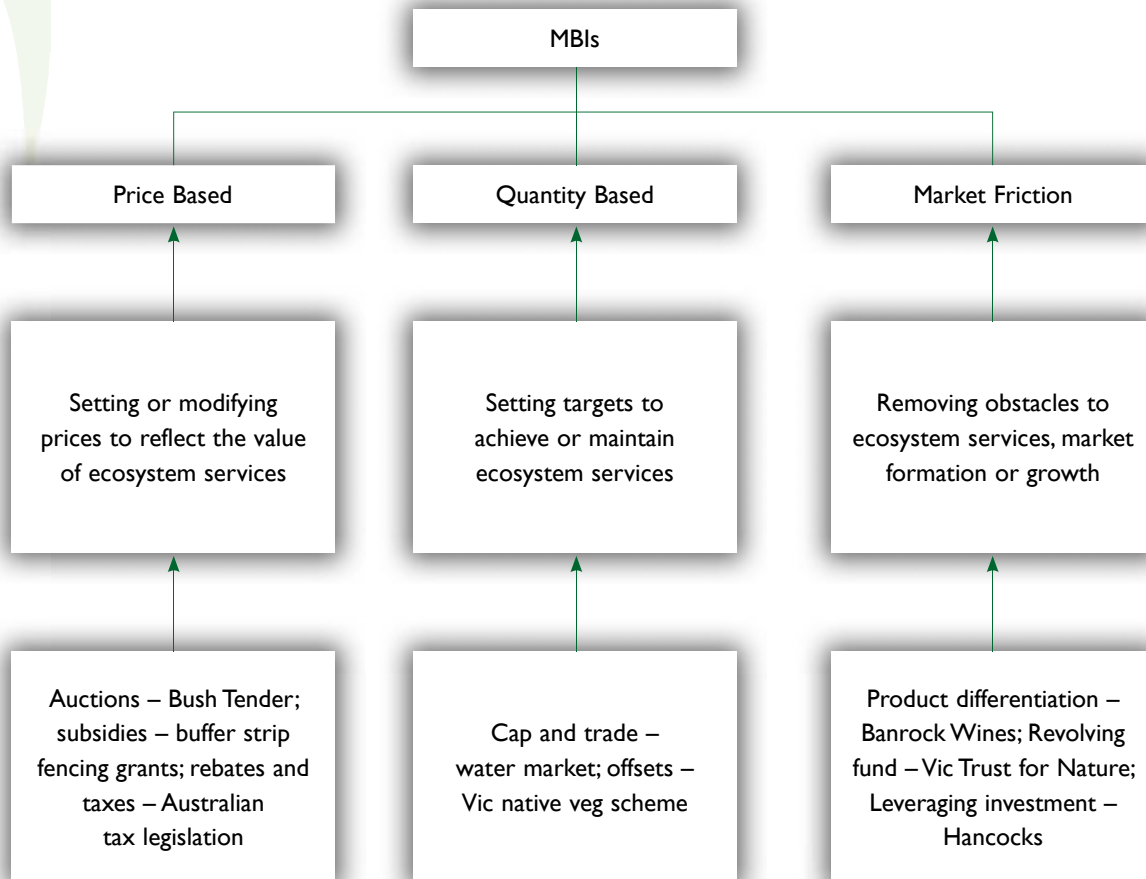 MBIs
Price Based
Quantity Based
Market Friction
Setting or modifying
prices to reflect the value
of ecosystem services
Setting targets to
achieve or maintain
ecosystem services
Removing obstacles to
ecosystem services, market
formation or growth
Auctions – Bush Tender;
subsidies – buffer strip
fencing grants; rebates and
taxes – Australian
tax legislation
Cap and trade –
water market; offsets –
Vic native veg scheme
Product differentiation –
Banrock Wines; Revolving
fund – Vic Trust for Nature;
Leveraging investment –
Hancocks